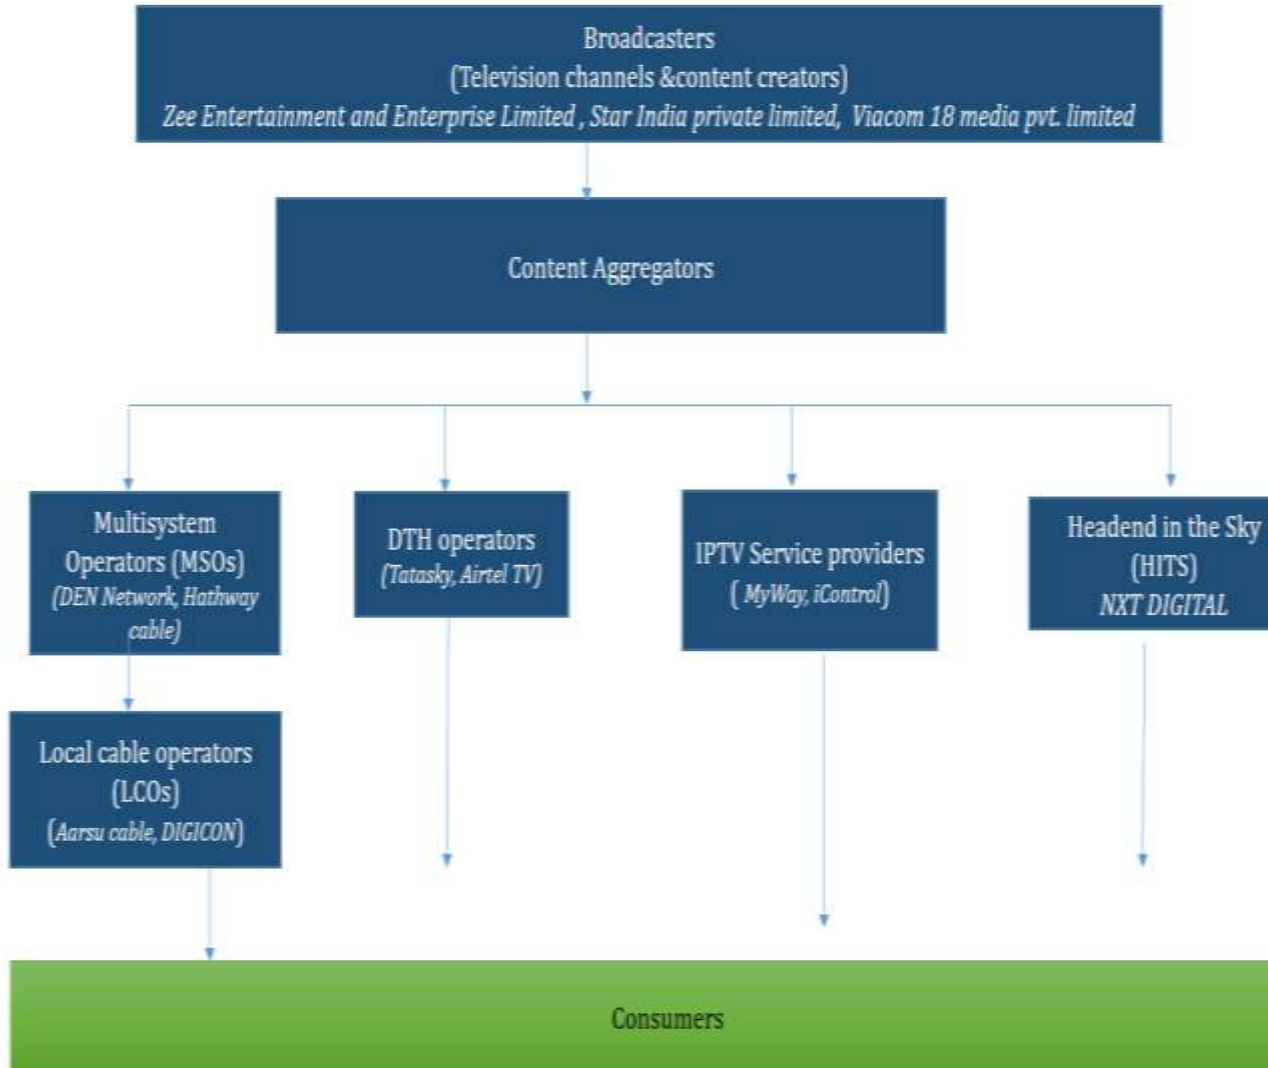 Broadcasters
(Television channels &content creators)
Zee Entertainment and Enterprise Limited , Star India private limited, Viacom 18 media pvt. limited
Content Aggregators
Multisystem
Operators (MSOs)
(DEN Network, Hathway
cable)
DTH operators
(Tatasky, Airtel TV)
IPTV Service providers
( MyWay, iControl)
Headend in the Sky
(HITS)
NXT DIGITAL
Local cable operators
(LCOs)
(Aarsu cable, DIGICON)
Consumers